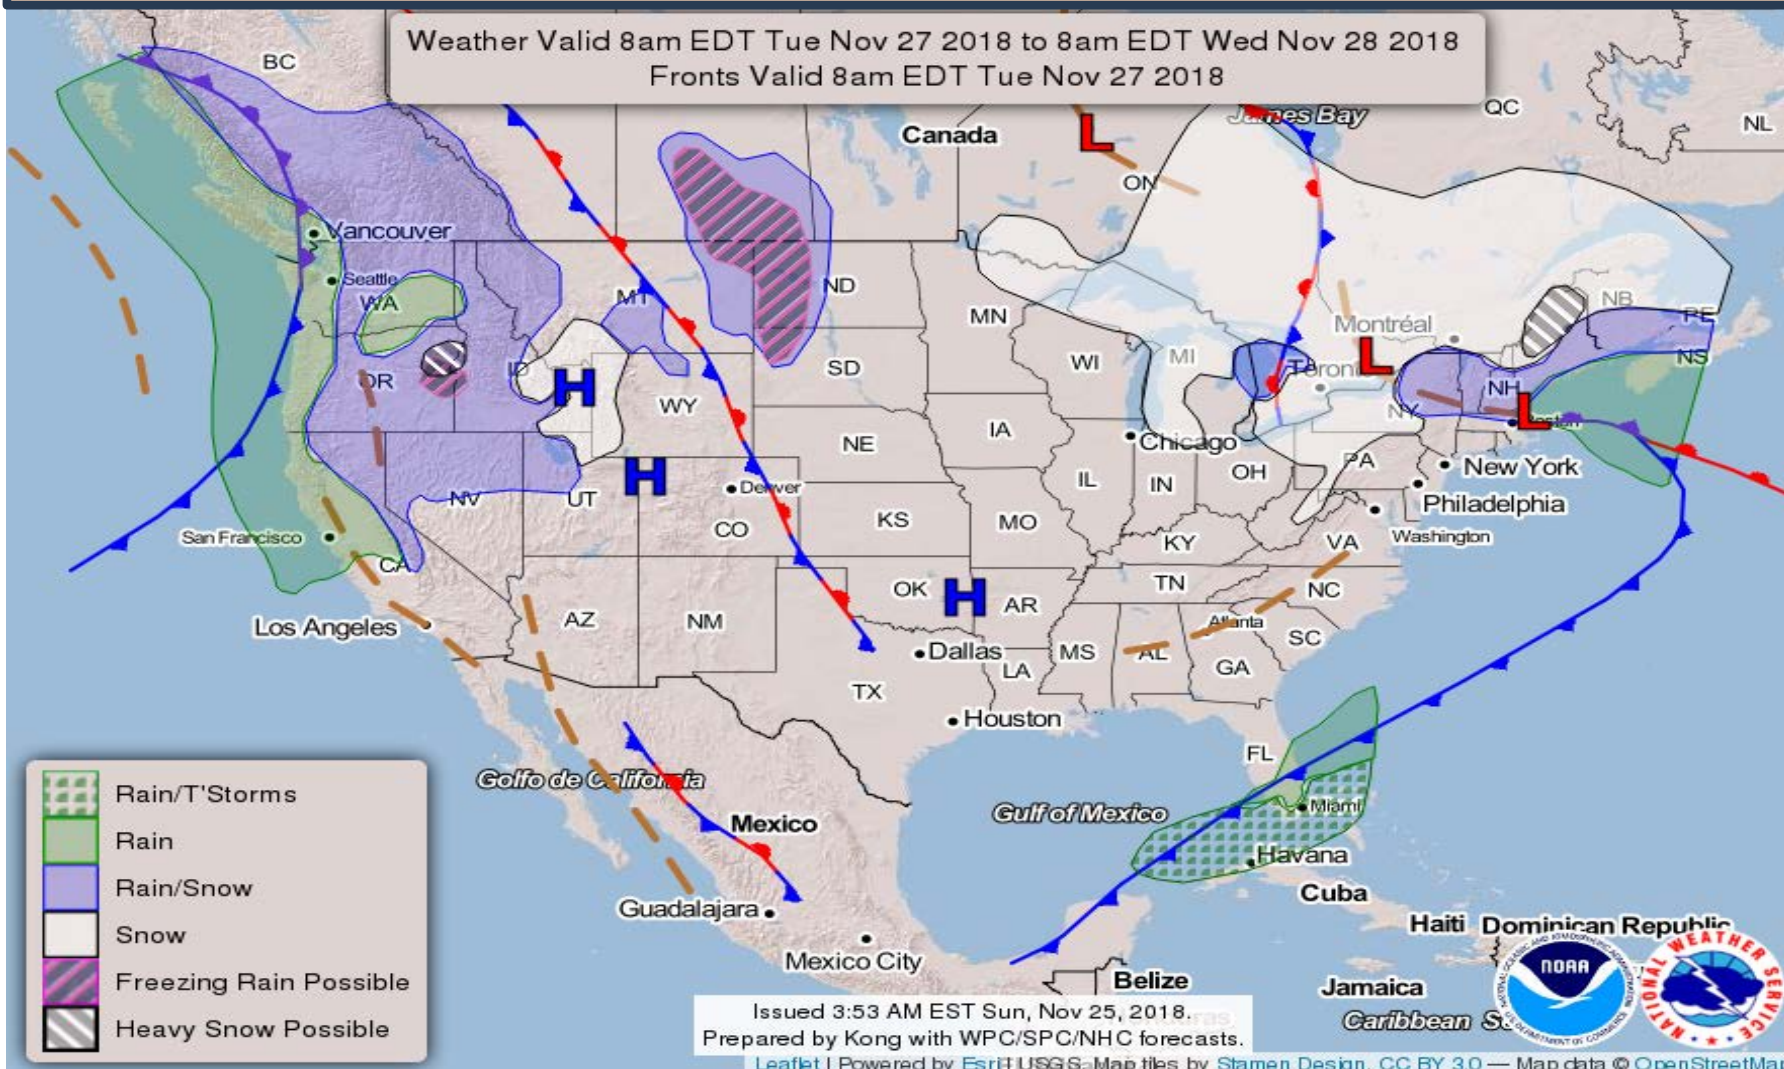 Weather Valid 8am EDT Tue Nov 27 2018 to 8am EDT Wed Nov 28 2018
Fronts Valid 8am EDT Tue Nov 27 2018
BC
James Bay
QC
NL
Canada
L
ON
Vancouver
Seattle
WA
MT
ND
MN
NB
PE
Montréal
OR
ID
H
SD
WI
MI
L
NH
NS
WY
NY
L
NE
IA
Chicago
New York
PA
OH
H
Denver
NV
UT
IL
IN
Philadelphia
San Francisco
CO
KS
MO
KY
VA
Washington
CA
TN
NC
OK
H
AR
Los Angeles
AZ
NM
Atlanta
SC
Dallas
LA
MS
AL
GA
TX
Houston
FL
Golfo de California
Gulf of Mexico
Miami
Mexico
Havana
Cuba
Guadalajara
Haiti
Dominican Republic
Mexico City
Belize
Jamaica
Caribbean
Rain/T'Storms
Rain
Rain/Snow
Snow
Freezing Rain Possible
Heavy Snow Possible
NOAA
NATIONAL WEATHER SERVICE
Issued 3:53 AM EST Sun, Nov 25, 2018.
Prepared by Kong with WPC/SPC/NHC forecasts.
Leaflet | Powered by Esri | USGS, Map tiles by Stamen Design, CC BY 3.0 — Map data © OpenStreetMap